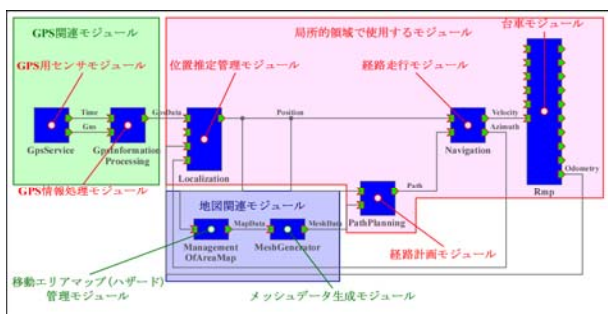 GPS関連モジュール
GPS用センサモジュール
局所的領域で使用するモジュール
台車モジュール
位置推定管理モジュール
経路走行モジュール
Time
Gns
GpsData
Position
Velocity
Azimuth
GpsService
GpsInformation
Processing
Localization
Navigation
Odometry
Rmp
GPS情報処理モジュール
地図関連モジュール
Path
PathPlanning
MapData
MeshData
Management
OfAreaMap
MeshGenerator
経路計画モジュール
移動エリアマップ(ハザード)
管理モジュール
メッシュデータ生成モジュール